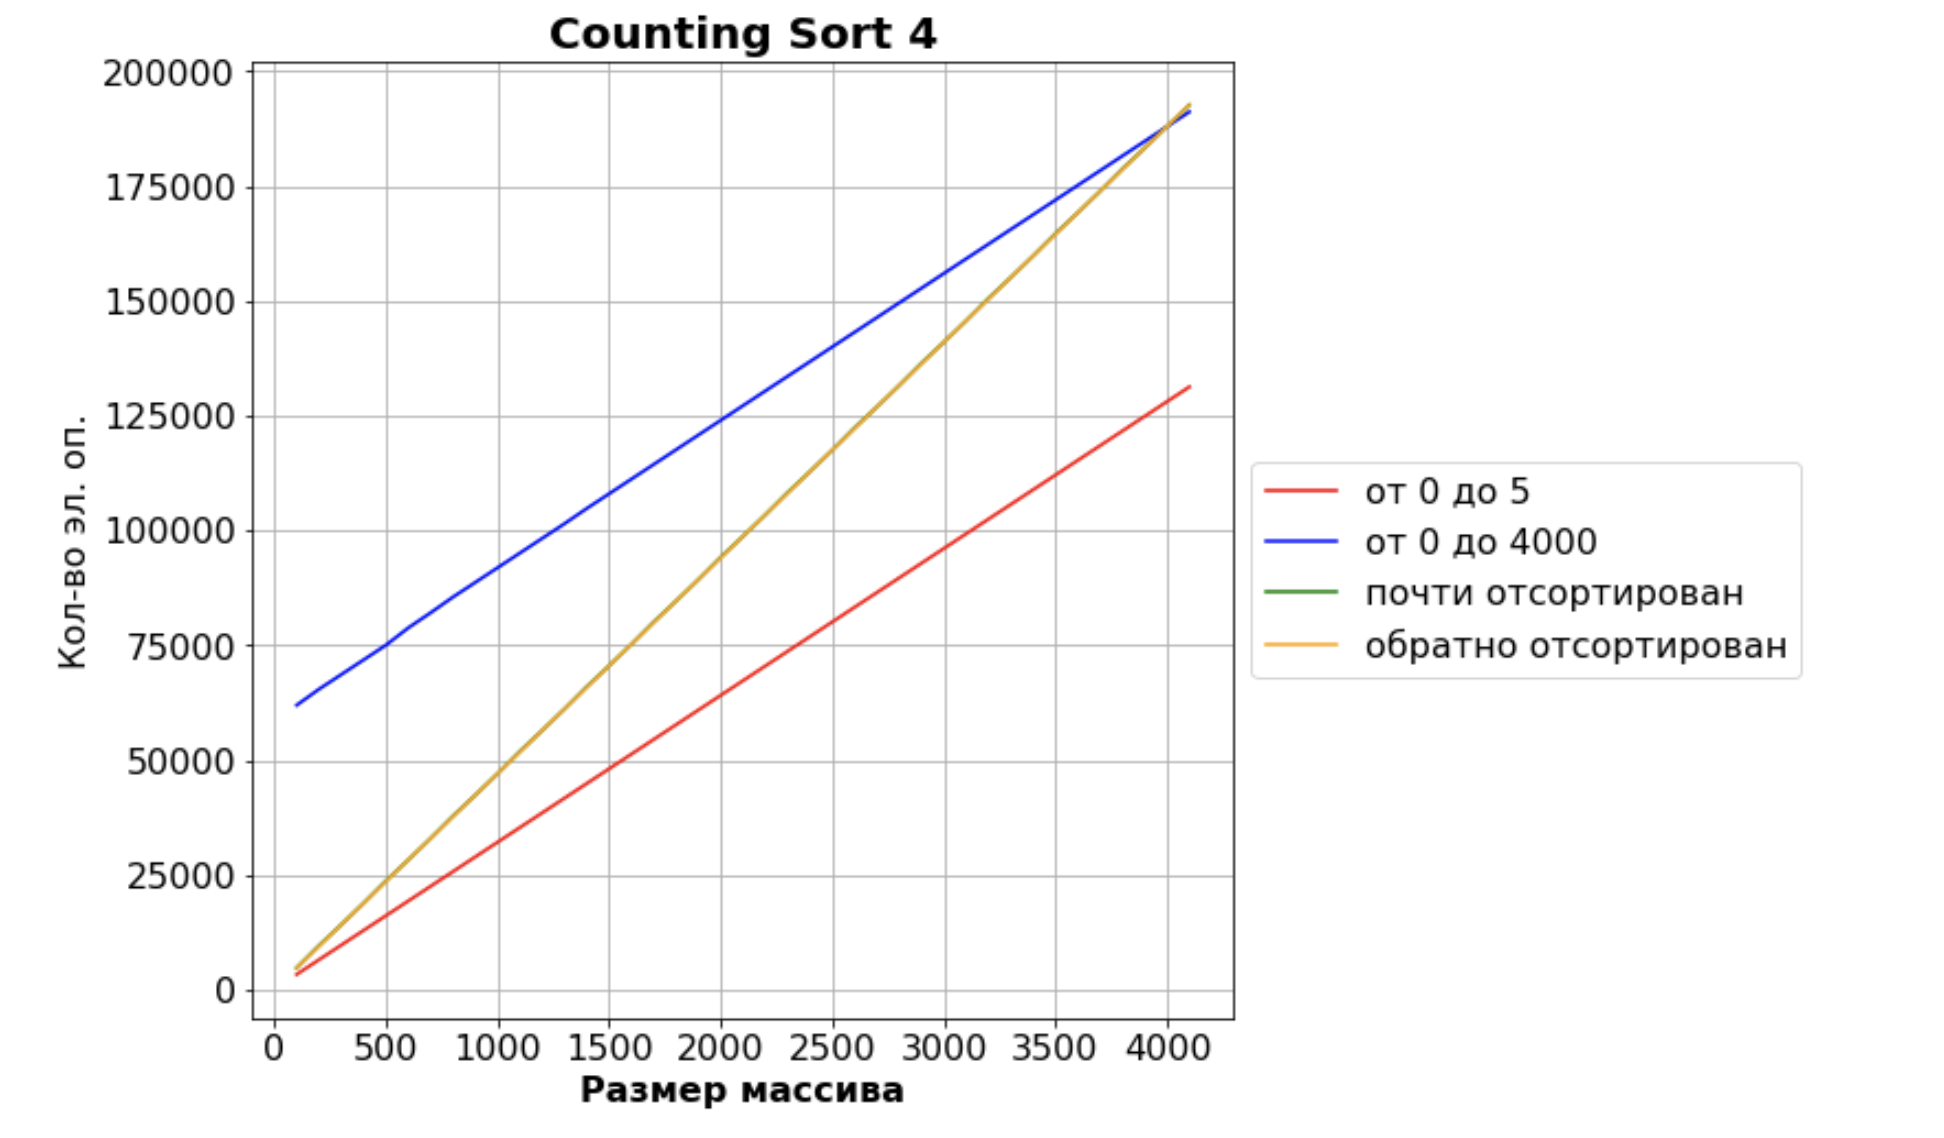 Counting Sort 4
200000
175000
150000
125000
100000
75000
50000
25000
0
Кол-во эл. оп.
0 500 1000 1500 2000 2500 3000 3500 4000
Размер массива
от 0 до 5
от 0 до 4000
почти отсортирован
обратно отсортирован